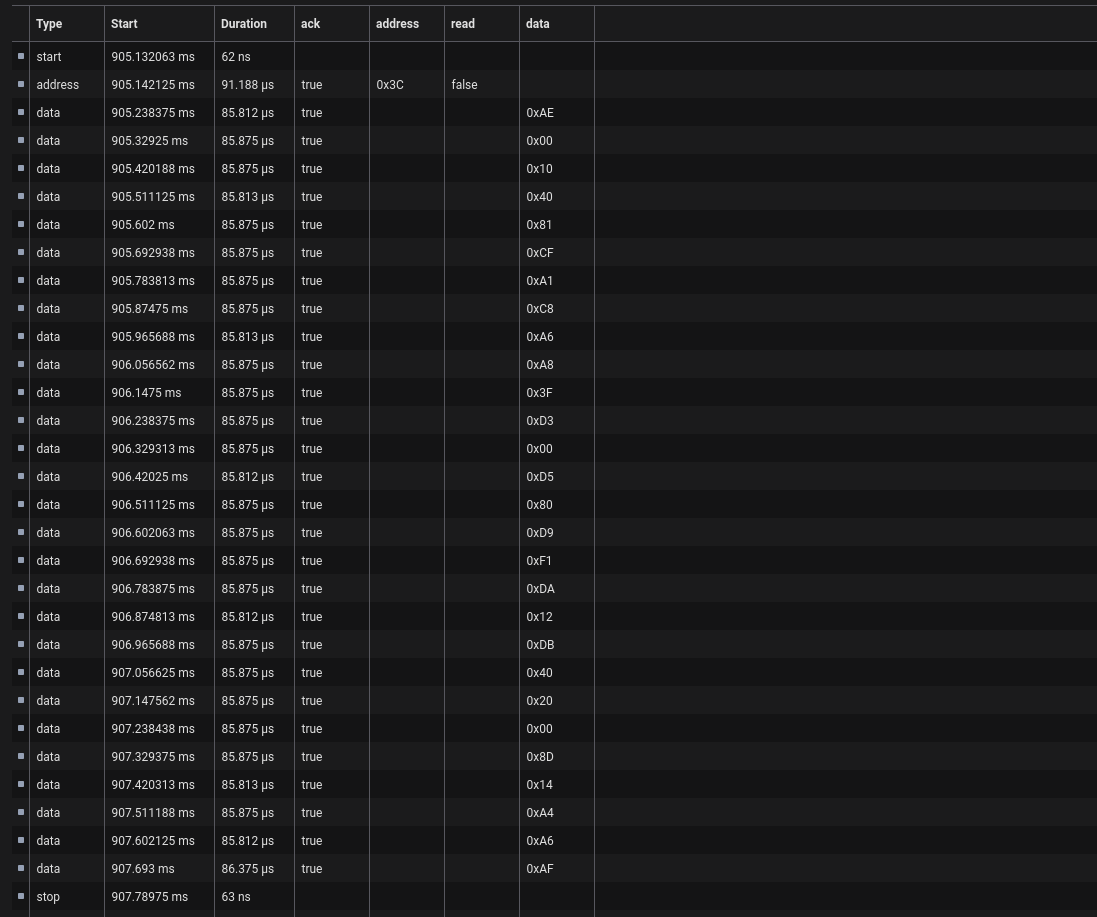 Type Start Duration ack address read data
start 905.132063 ms 62 ns
address 905.142125 ms 91.188 µs true 0x3C false
data 905.238375 ms 85.812 µs true 0xAE
data 905.32925 ms 85.875 µs true 0x00
data 905.420188 ms 85.875 µs true 0x10
data 905.511125 ms 85.813 µs true 0x40
data 905.602 ms 85.875 µs true 0x81
data 905.692938 ms 85.875 µs true 0xCF
data 905.783813 ms 85.875 µs true 0xA1
data 905.87475 ms 85.875 µs true 0xC8
data 905.965688 ms 85.813 µs true 0xA6
data 906.056562 ms 85.875 µs true 0xA8
data 906.1475 ms 85.875 µs true 0x3F
data 906.238375 ms 85.875 µs true 0xD3
data 906.329313 ms 85.875 µs true 0x00
data 906.42025 ms 85.812 µs true 0xD5
data 906.511125 ms 85.875 µs true 0x80
data 906.602063 ms 85.875 µs true 0xD9
data 906.692938 ms 85.875 µs true 0xF1
data 906.783875 ms 85.875 µs true 0xDA
data 906.874813 ms 85.812 µs true 0x12
data 906.965688 ms 85.875 µs true 0xDB
data 907.056625 ms 85.875 µs true 0x40
data 907.147562 ms 85.875 µs true 0x20
data 907.238438 ms 85.875 µs true 0x00
data 907.329375 ms 85.875 µs true 0x8D
data 907.420313 ms 85.813 µs true 0x14
data 907.511188 ms 85.875 µs true 0xA4
data 907.602125 ms 85.812 µs true 0xA6
data 907.693 ms 86.375 µs true 0xAF
stop 907.78975 ms 63 ns